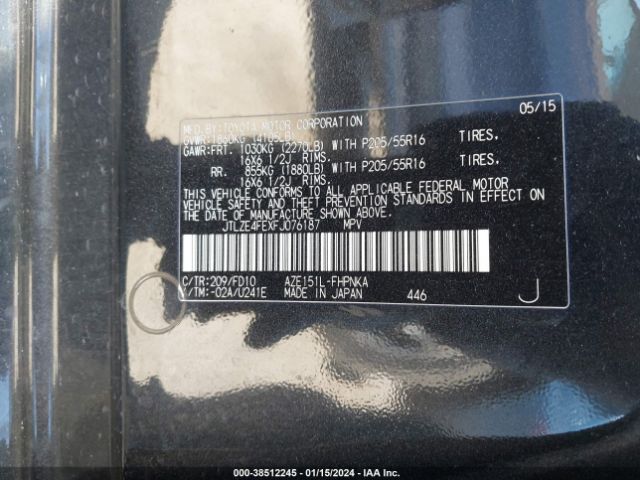 05/15
MFD.BY:TOYOTA MOTOR CORPORATION
GVWR:1860KG(4105LB)
GAWR:FRT. 1030KG (2270LB) WITH P205/55R16 TIRES.
16X6 1/2J RIMS.
RR. 855KG (1880LB) WITH P205/55R16 TIRES.
16X6 1/2J RIMS.
THIS VEHICLE CONFORMS TO ALL APPLICABLE FEDERAL MOTOR
VEHICLE SAFETY AND THEFT PREVENTION STANDARDS IN EFFECT ON
THE DATE OF MANUFACTURE SHOWN ABOVE.
JTLZE4FEXFJ076187 MPV
C/TR:209/FD10 AZE151L-FHPNKA
/TM:-02A/U241E MADE IN JAPAN 446 J
000-38512245 - 01/15/2024 - IAA Inc.